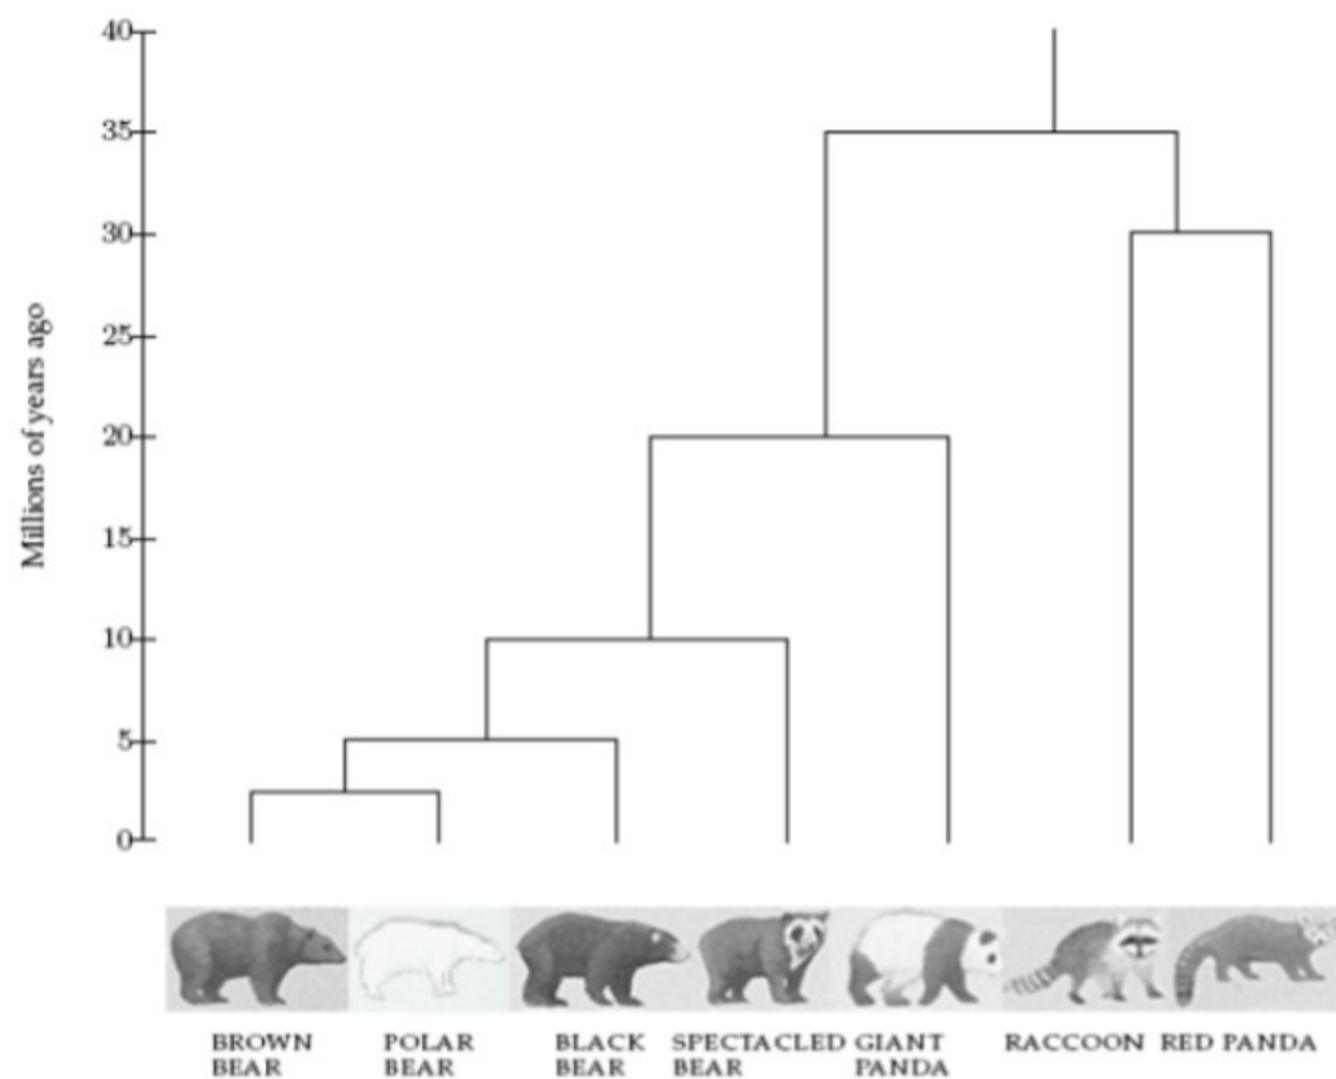 40
35
30
25
20
15
10
5
0
Millions of years ago
BROWN BEAR
POLAR BEAR
BLACK BEAR
SPECTACLED BEAR
GIANT PANDA
RACCOON
RED PANDA